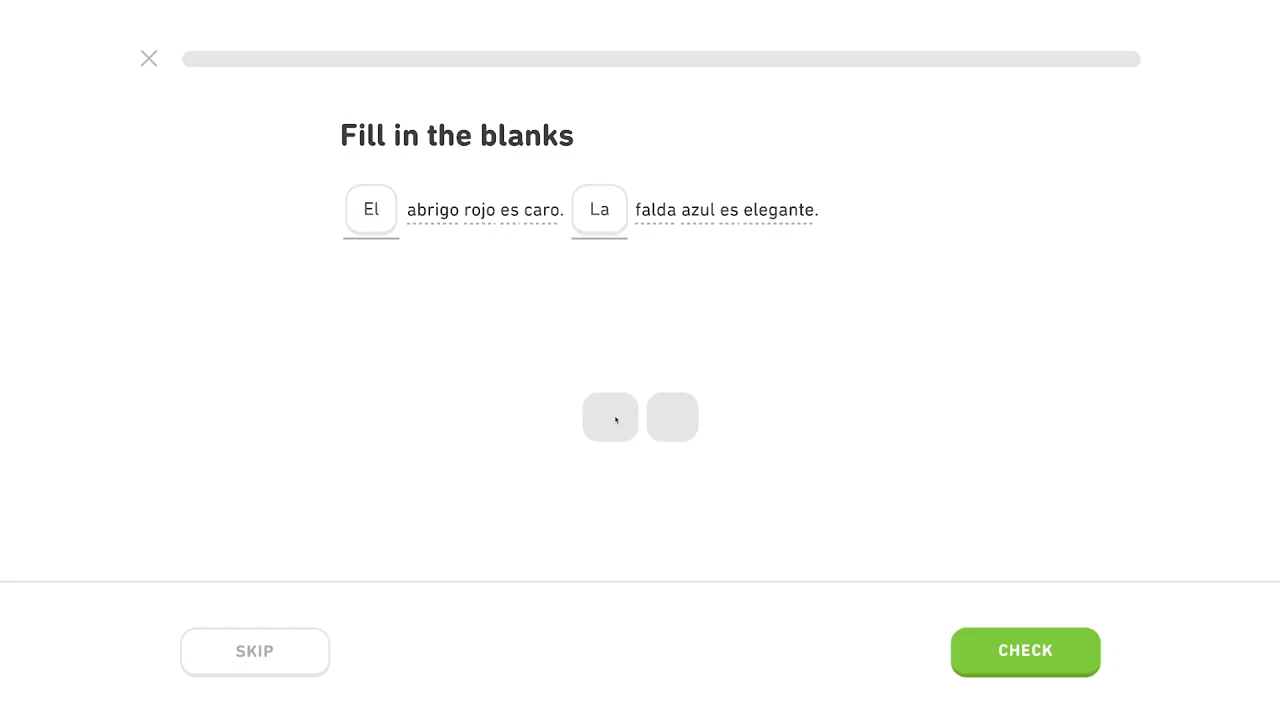 Fill in the blanks
El abrigo rojo es caro. La falda azul es elegante.
SKIP
CHECK